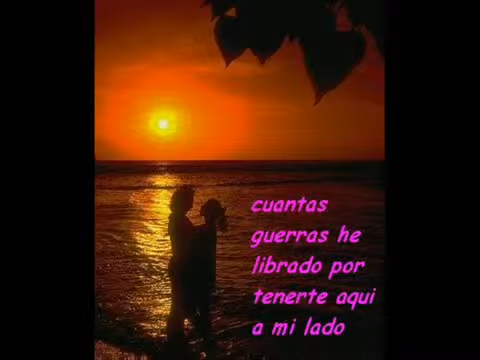 cuantas
guerras he
librado por
tenerte aqui
a mi lado